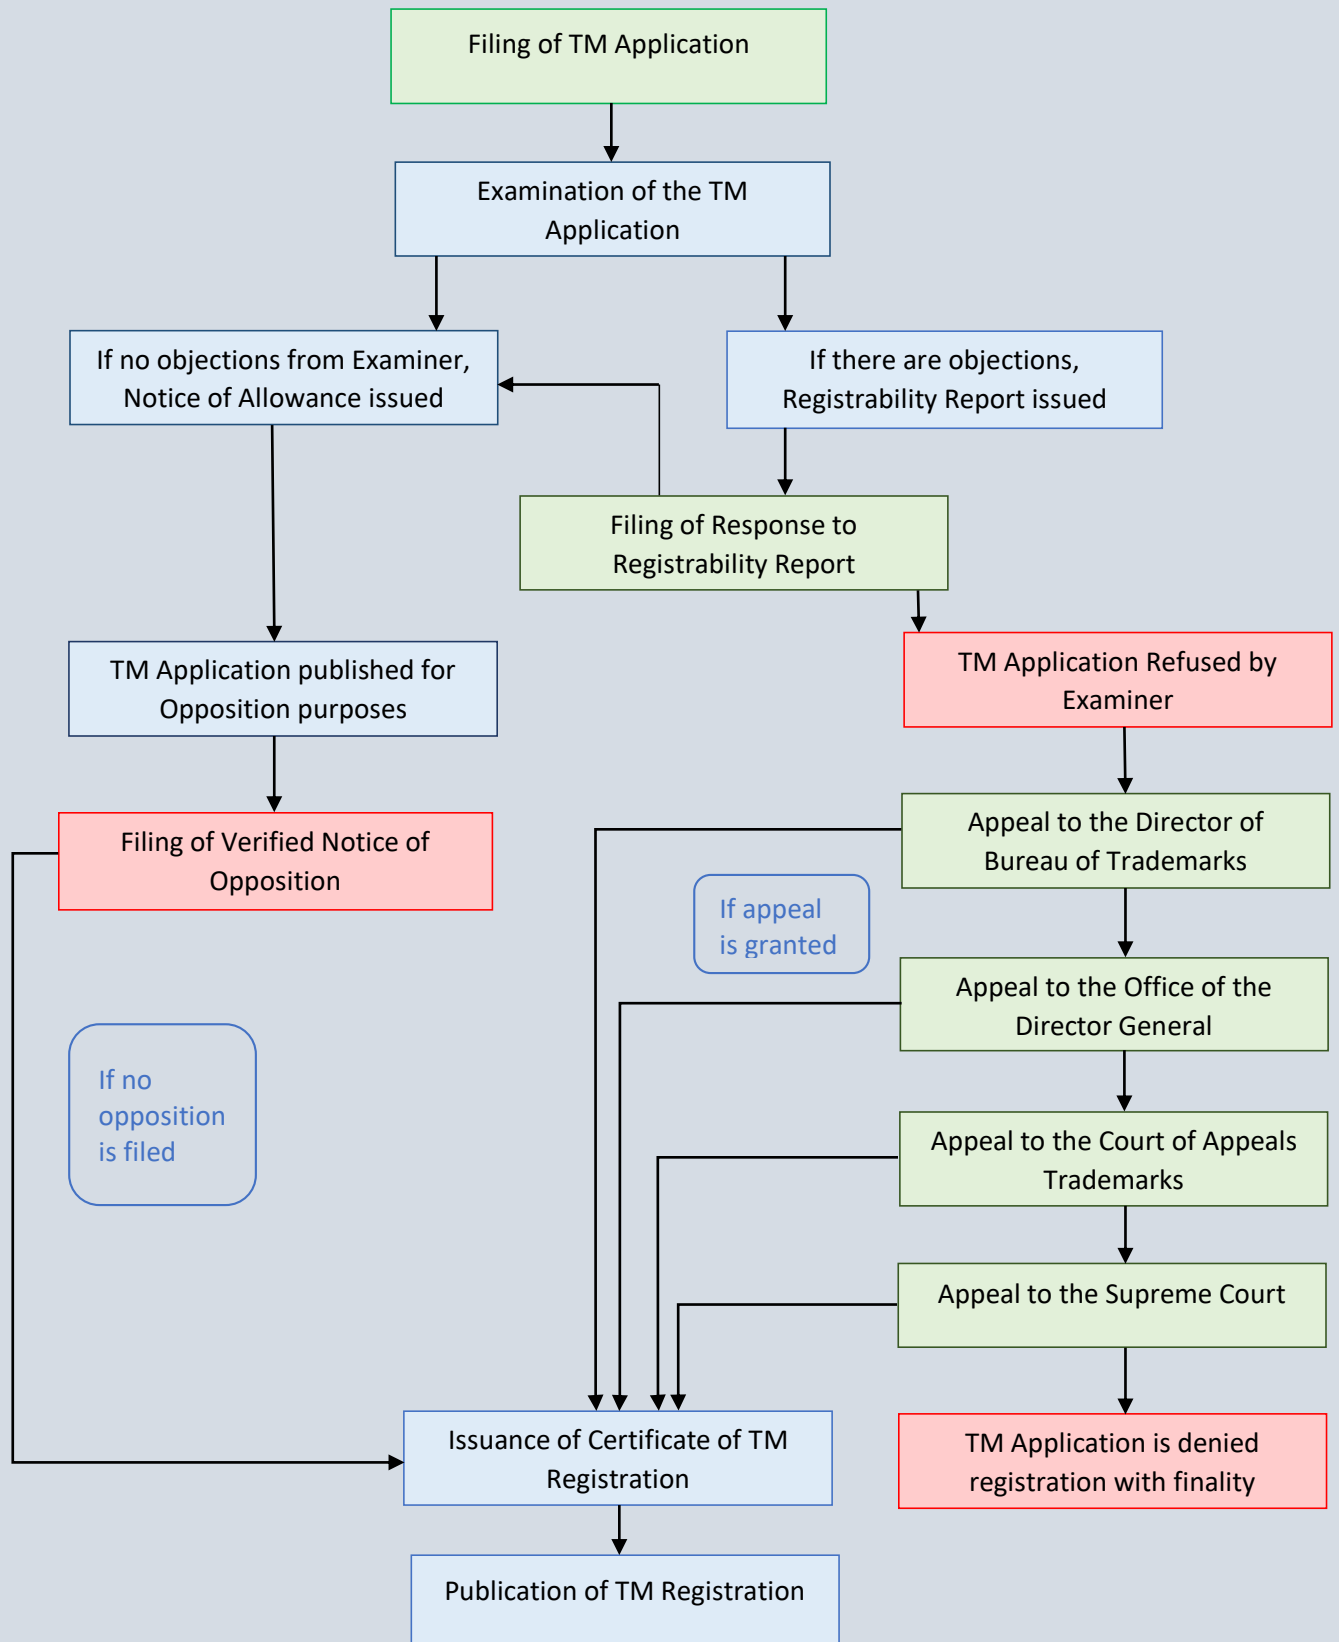 Filing of TM Application
Examination of the TM
Application
If no objections from Examiner,
Notice of Allowance issued
If there are objections,
Registrability Report issued
Filing of Response to
Registrability Report
TM Application published for
Opposition purposes
TM Application Refused by
Examiner
Filing of Verified Notice of
Opposition
Appeal to the Director of
Bureau of Trademarks
If appeal
is granted
Appeal to the Office of the
Director General
If no
opposition
is filed
Appeal to the Court of Appeals
Trademarks
Appeal to the Supreme Court
Issuance of Certificate of TM
Registration
TM Application is denied
registration with finality
Publication of TM Registration